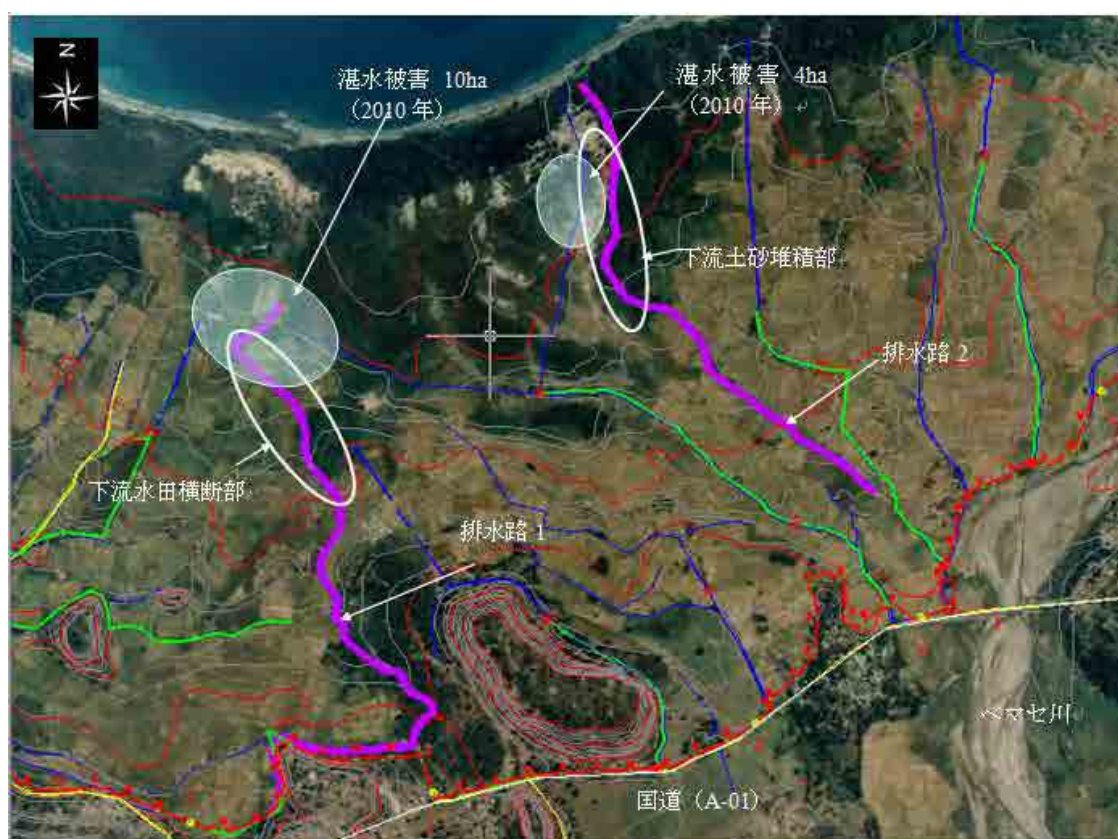 N
湛水被害 10ha
（2010 年）
湛水被害 4ha
（2010 年）
下流土砂堆積部
排水路 2
下流水田横断部
排水路 1
ベマセ川
国道（A-01）